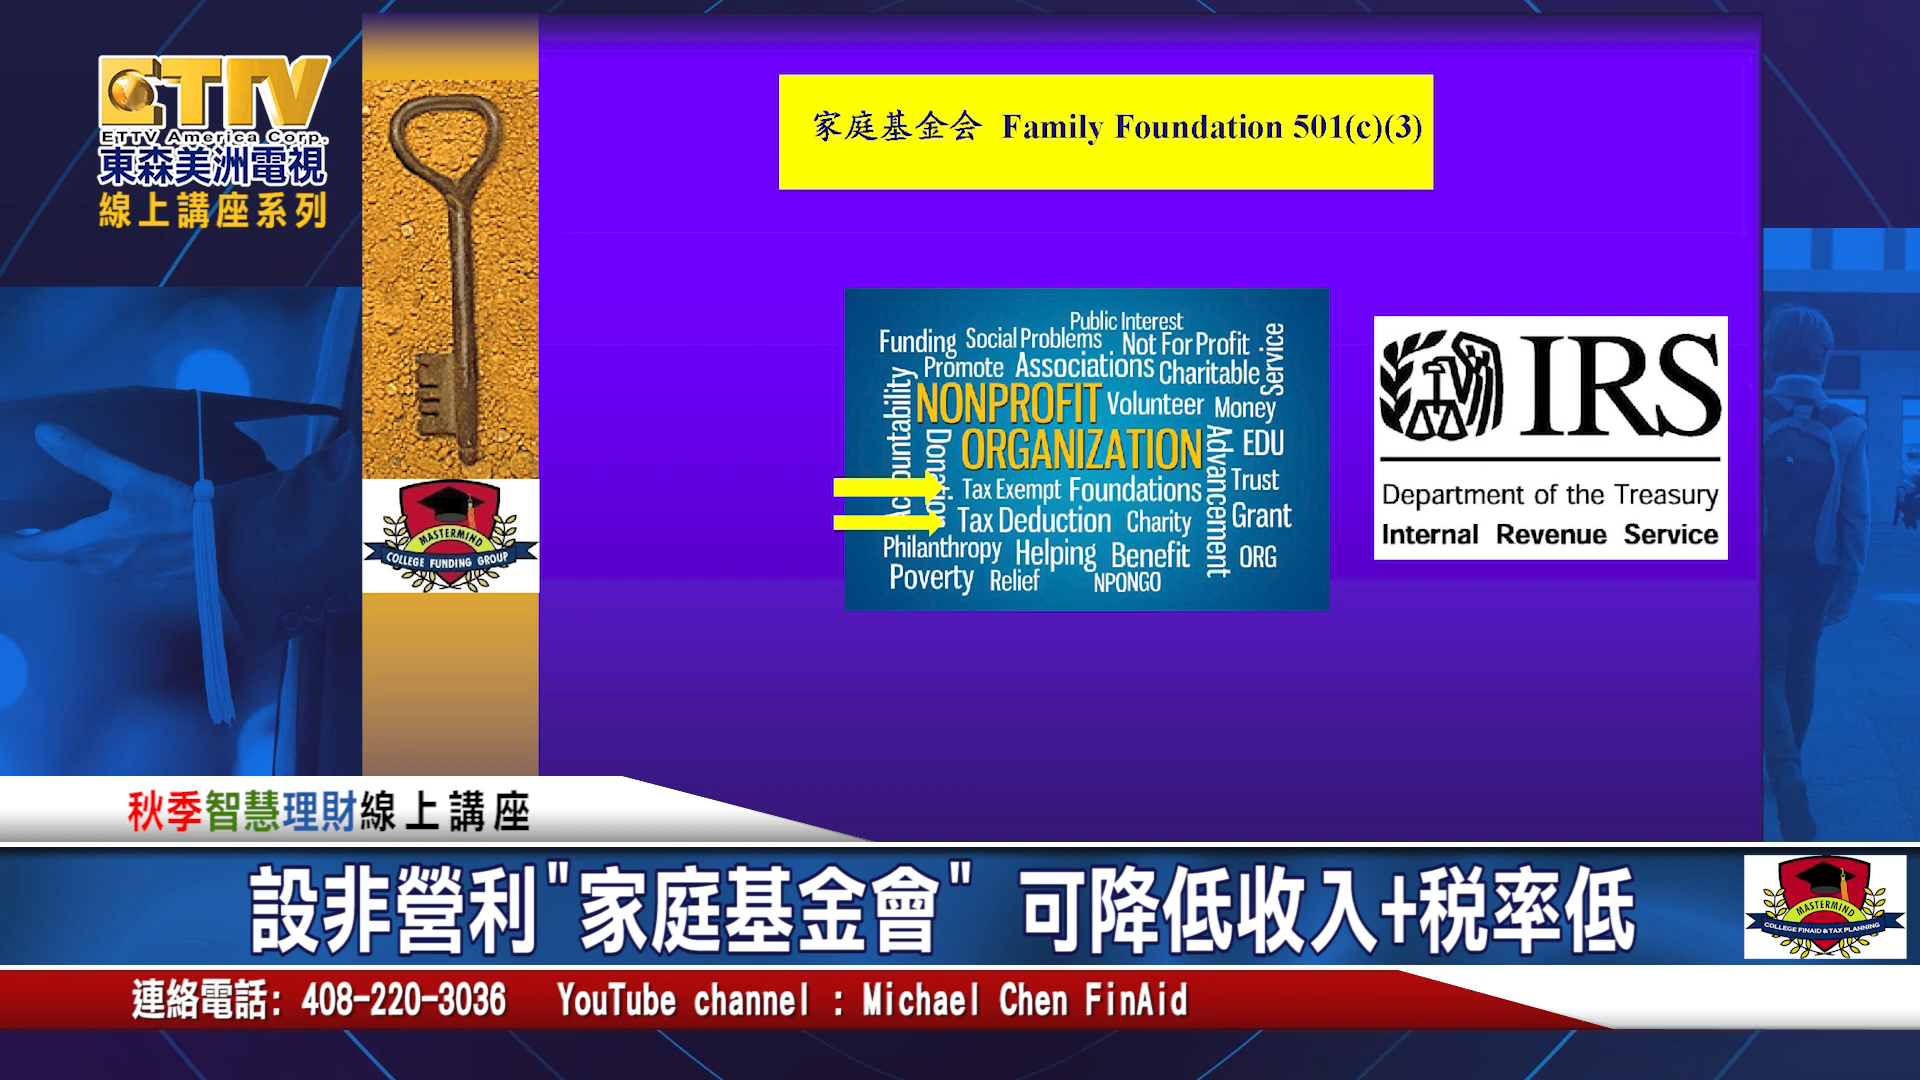 ETTV
ETTV America Corp.
東森美洲電視
線上講座系列
家庭基金会 Family Foundation 501(c)(3)
Public Interest
Funding Social Problems Not For Profit Service
Promote Associations Charitable
Accountability NONPROFIT Volunteer Money
Donation ORGANIZATION Advancement EDU
Tax Exempt Foundations Trust
Tax Deduction Charity Grant
Philanthropy Helping Benefit ORG
Poverty Relief NPONGO
IRS
Department of the Treasury
Internal Revenue Service
MASTERMIND
COLLEGE FUNDING GROUP
秋季智慧理財線上講座
設非營利"家庭基金會" 可降低收入+税率低
MASTERMIND
COLLEGE FINAID & TAX PLANNING
連絡電話: 408-220-3036 YouTube channel : Michael Chen FinAid